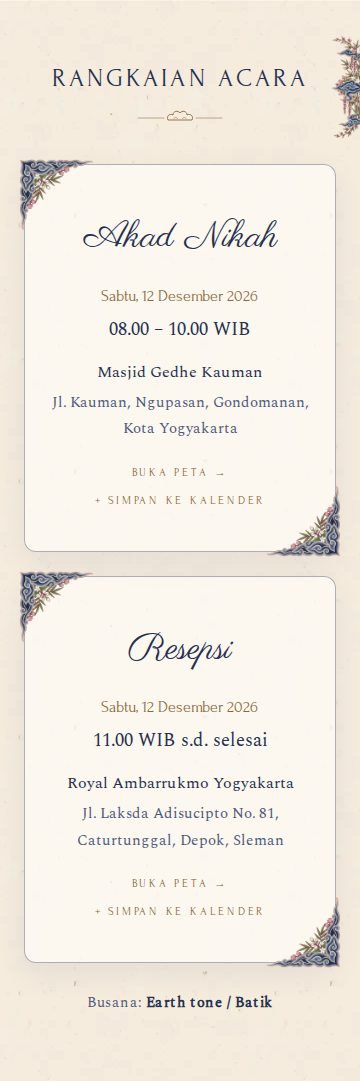 RANGKAIAN ACARA
Akad Nikah
Sabtu, 12 Desember 2026
08.00 – 10.00 WIB
Masjid Gedhe Kauman
Jl. Kauman, Ngupasan, Gondomanan,
Kota Yogyakarta
BUKA PETA →
+ SIMPAN KE KALENDER
Resepsi
Sabtu, 12 Desember 2026
11.00 WIB s.d. selesai
Royal Ambarrukmo Yogyakarta
Jl. Laksda Adisucipto No. 81,
Caturtunggal, Depok, Sleman
BUKA PETA →
+ SIMPAN KE KALENDER
Busana: Earth tone / Batik